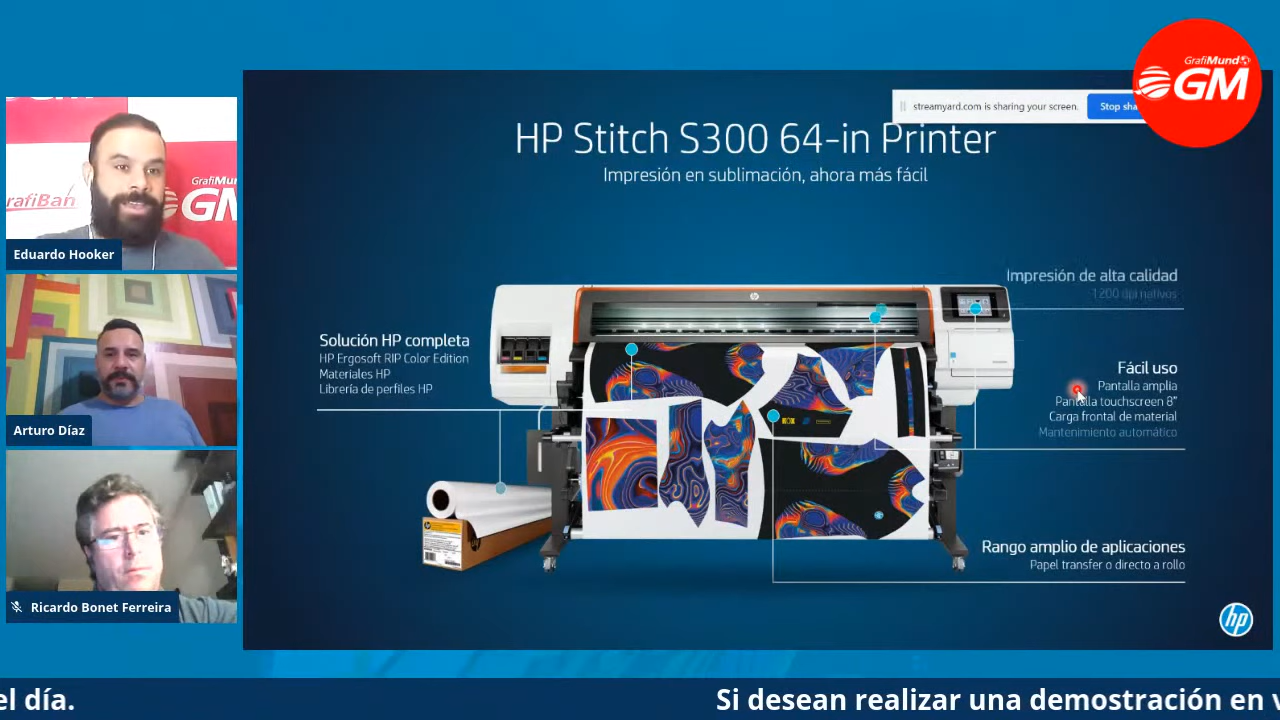 GrafiMundo
GM
streamyard.com is sharing your screen.
Stop sha
HP Stitch S300 64-in Printer
Impresión en sublimación, ahora más fácil
GrafiMu
rafiBan
GM
Eduardo Hooker
Arturo Díaz
Ricardo Bonet Ferreira
Impresión de alta calidad
1200 dpi nativos
Solución HP completa
HP Ergosoft RIP Color Edition
Materiales HP
Librería de perfiles HP
Fácil uso
Pantalla amplia
Pantalla touchscreen 8”
Carga frontal de material
Mantenimiento automático
Rango amplio de aplicaciones
Papel transfer o directo a rollo
hp
el día.
Si desean realizar una demostración en v